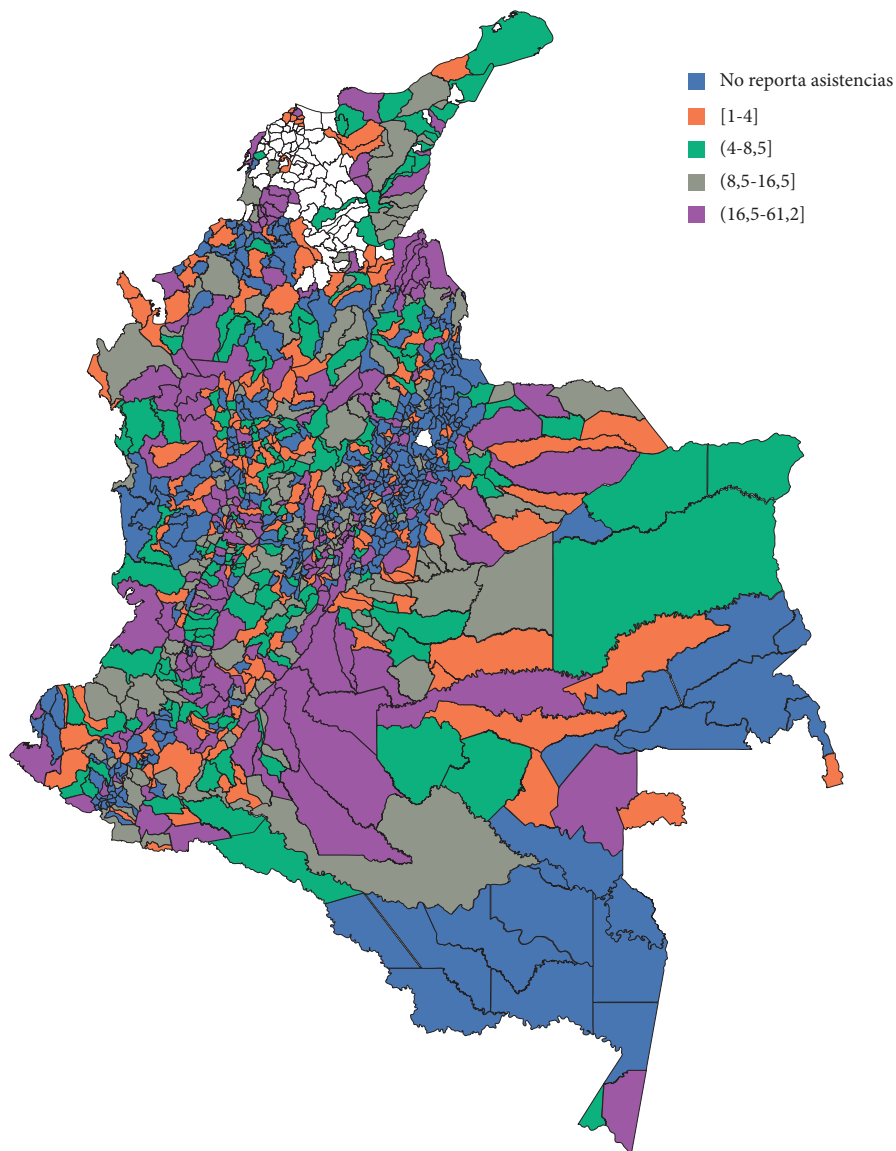 No reporta asistencias
[1-4]
(4-8,5]
(8,5-16,5]
(16,5-61,2]